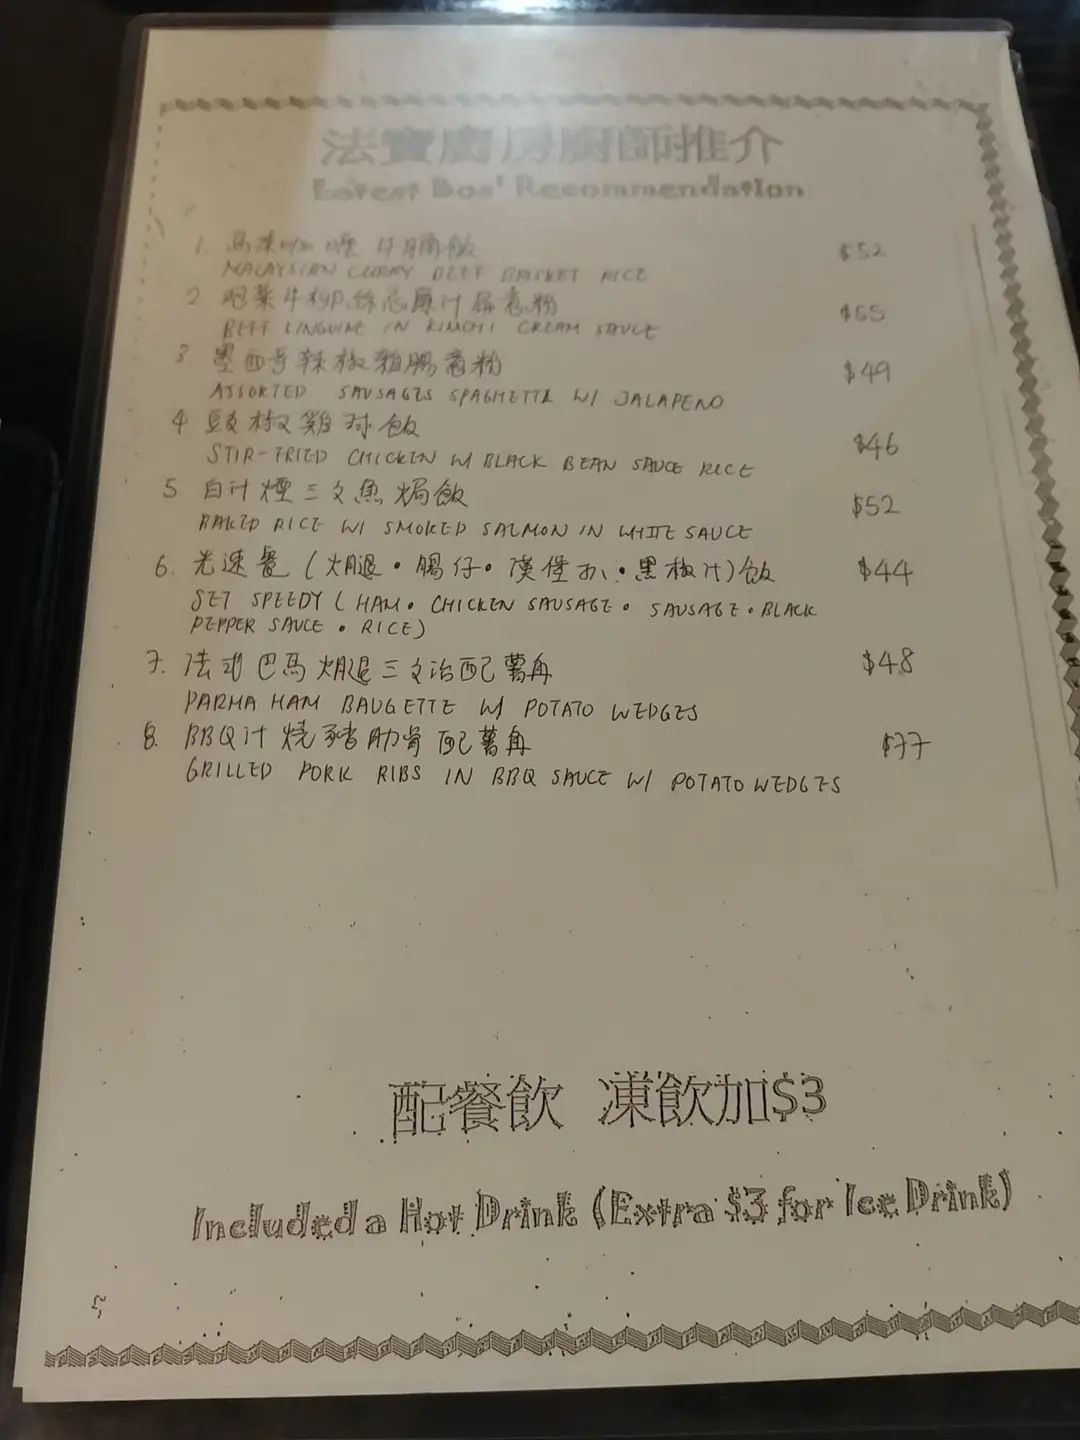 法寶廚房廚師推介
Recommendation
1. 馬來咖喱牛腩飯 $52
MALAYSIAN CURRY BEEF BRISKET RICE
2 泡菜牛柳絲忌廉汁扁意粉 $55
BEEF LINGUINE IN KIMCHI CREAM SAUCE
3 墨西哥辣椒雜腸意粉 $49
ASSORTED SAUSAGES SPAGHETTI W/ JALAPENO
4 豉椒雞球飯 $46
STIR-FRIED CHICKEN W/ BLACK BEAN SAUCE RICE
5 白汁煙三文魚焗飯 $52
BAKED RICE W/ SMOKED SALMON IN WHITE SAUCE
6. 光速餐 (火腿・腸仔・漢堡扒・黑椒汁)飯 $44
SET SPEEDY (HAM • CHICKEN SAUSAGE • SAUSAGE • BLACK
PEPPER SAUCE • RICE)
7. 法式巴馬火腿三文治配薯角 $48
PARMA HAM BAUGETTE W/ POTATO WEDGES
8. BBQ汁燒豬肋骨配薯角 $77
GRILLED PORK RIBS IN BBQ SAUCE W/ POTATO WEDGES
配餐飲 凍飲加$3
Included a Hot Drink (Extra $3 for Ice Drink)